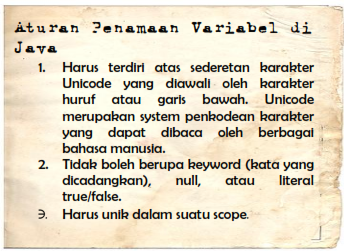 Aturan Penamaan Variabel di
Java
1. Harus terdiri atas sederetan karakter
Unicode yang diawali oleh karakter
huruf atau garis bawah. Unicode
merupakan system penkodean karakter
yang dapat dibaca oleh berbagai
bahasa manusia.
2. Tidak boleh berupa keyword (kata yang
dicadangkan), null, atau literal
true/false.
3. Harus unik dalam suatu scope.